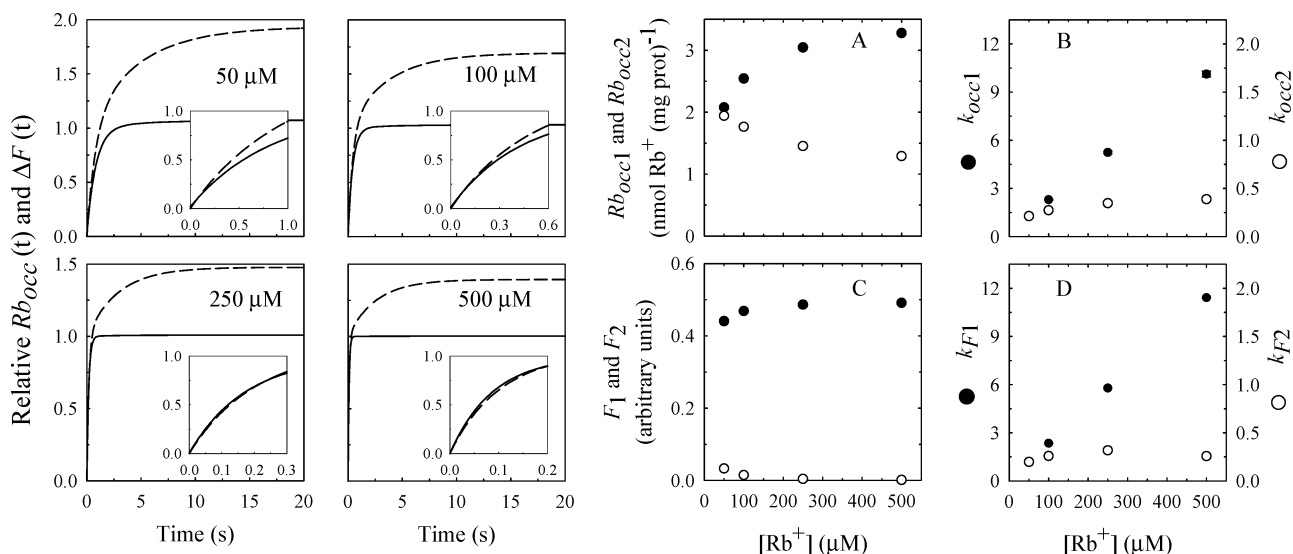 Relative Rbocc (t) and ΔF (t)
2.0
1.5
1.0
0.5
0.0
50 μM
1.0
0.5
0.0
0.0 0.5 1.0
100 μM
1.0
0.5
0.0
0.0 0.3 0.6
1.5
1.0
0.5
0.0
250 μM
1.0
0.5
0.0
0.0 0.1 0.2 0.3
0 5 10 15 20
Time (s)
500 μM
1.0
0.5
0.0
0.0 0.1 0.2
0 5 10 15 20
Time (s)
Rbocc1 and Rbocc2
(nmol Rb+ (mg prot)-1
3
2
1
0
A
kocc1
12
9
6
3
0
B
2.0
1.5
1.0
0.5
0.0
kocc2
F1 and F2
(arbitrary units)
0.6
0.4
0.2
0.0
C
0 100 200 300 400 500
[Rb+] (μM)
kF1
12
9
6
3
0
D
2.0
1.5
1.0
0.5
0.0
kF2
0 100 200 300 400 500
[Rb+] (μM)